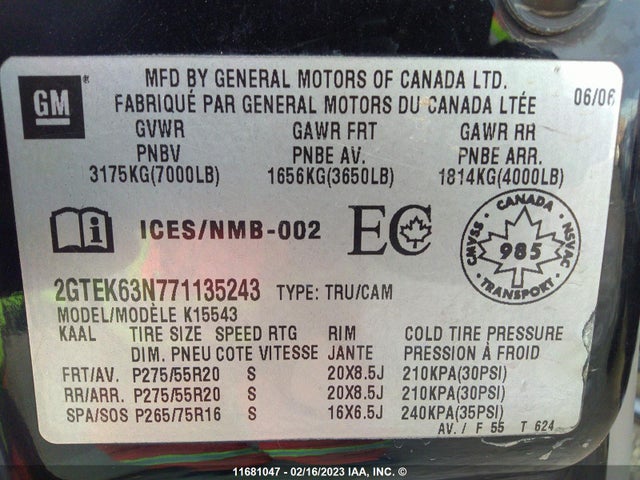 GM
MFD BY GENERAL MOTORS OF CANADA LTD.
FABRIQUÉ PAR GENERAL MOTORS DU CANADA LTÉE
06/06
GVWR GAWR FRT GAWR RR
PNBV PNBE AV. PNBE ARR.
3175KG(7000LB) 1656KG(3650LB) 1814KG(4000LB)
i ICES/NMB-002 EC
CANADA
CMVSS 985 NSVAC
TRANSPORT
2GTEK63N771135243 TYPE: TRU/CAM
MODEL/MODÈLE K15543
KAAL TIRE SIZE SPEED RTG RIM COLD TIRE PRESSURE
DIM. PNEU COTE VITESSE JANTE PRESSION À FROID
FRT/AV. P275/55R20 S 20X8.5J 210KPA(30PSI)
RR/ARR. P275/55R20 S 20X8.5J 210KPA(30PSI)
SPA/SOS P265/75R16 S 16X6.5J 240KPA(35PSI)
AV./ F 55 T 624
11681047 - 02/16/2023 IAA, INC. ©